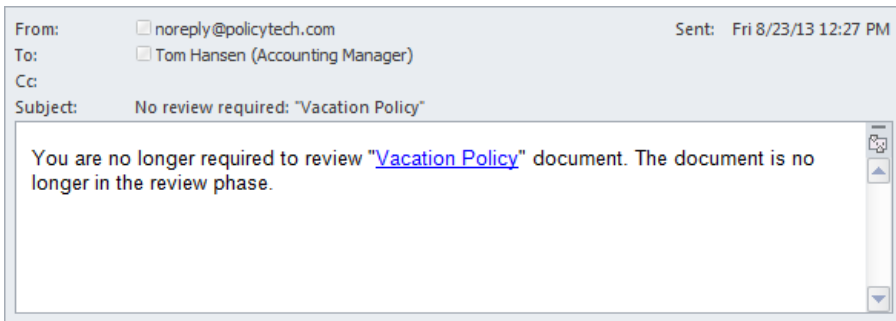 From: noreply@policytech.com Sent: Fri 8/23/13 12:27 PM
To: Tom Hansen (Accounting Manager)
Cc:
Subject: No review required: "Vacation Policy"
You are no longer required to review "Vacation Policy" document. The document is no
longer in the review phase.